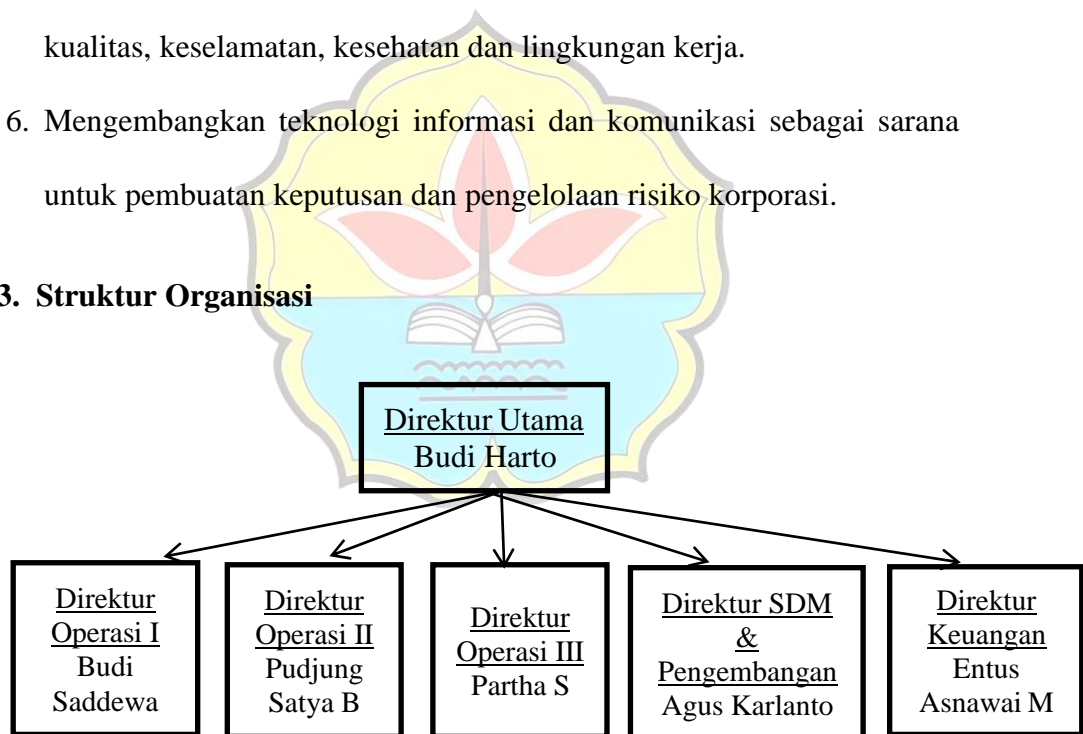 kualitas, keselamatan, kesehatan dan lingkungan kerja.
6. Mengembangkan teknologi informasi dan komunikasi sebagai sarana
untuk pembuatan keputusan dan pengelolaan risiko korporasi.
3. Struktur Organisasi
Direktur Utama
Budi Harto
Direktur
Operasi I
Budi
Saddewa
Direktur
Operasi II
Pudjung
Satya B
Direktur
Operasi III
Partha S
Direktur SDM
&
Pengembangan
Agus Karlanto
Direktur
Keuangan
Entus
Asnawai M